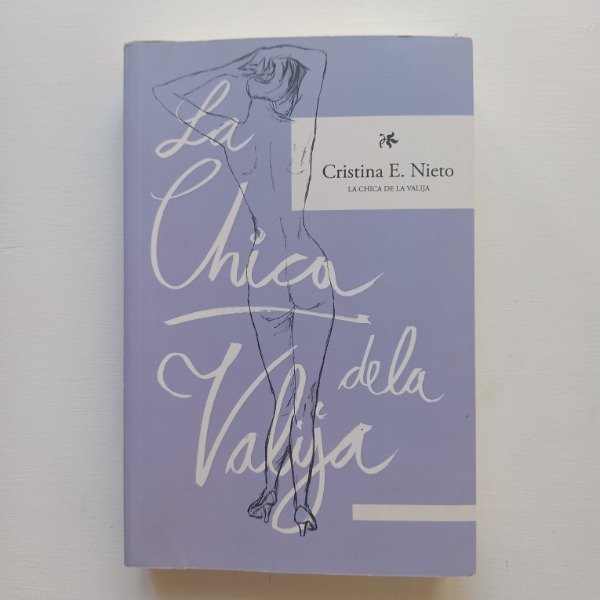 La
Chica
de la
Valija
Cristina E. Nieto
LA CHICA DE LA VALIJA